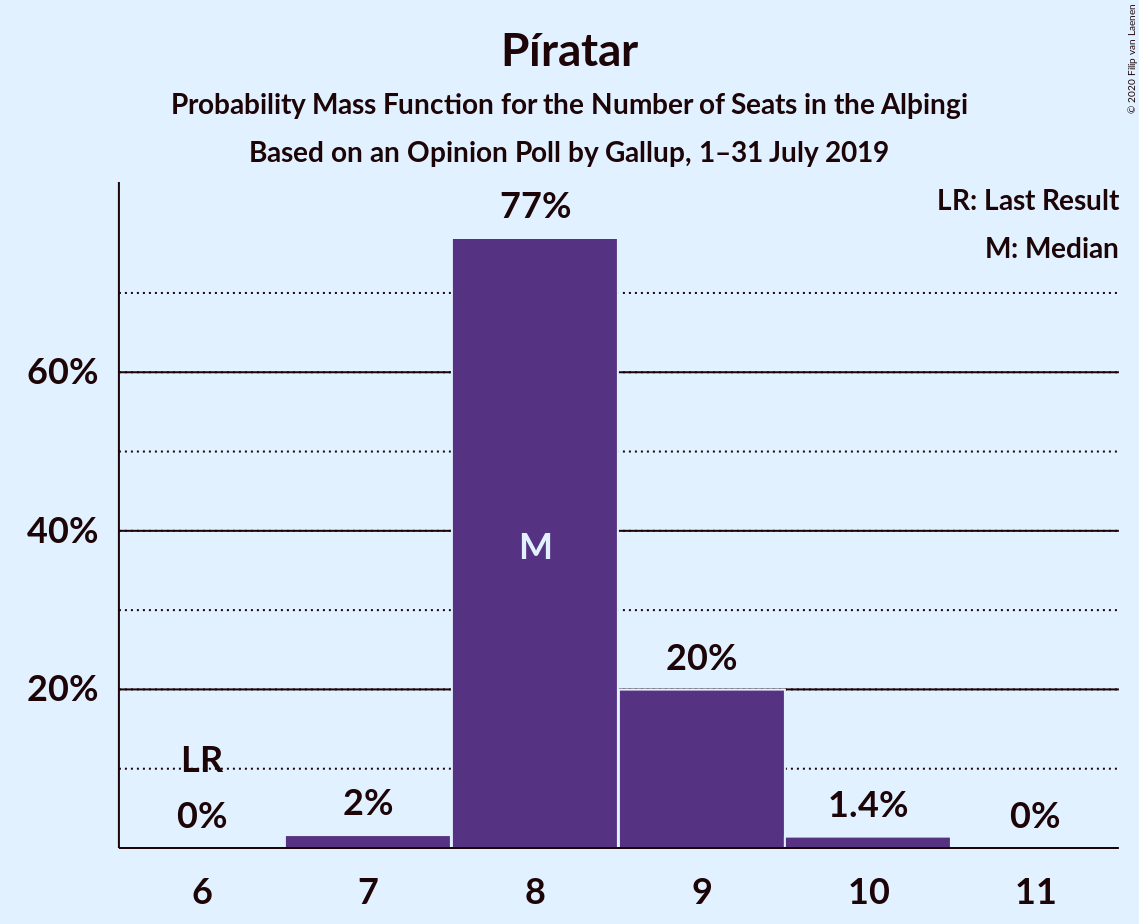 Píratar
Probability Mass Function for the Number of Seats in the Alþingi
Based on an Opinion Poll by Gallup, 1–31 July 2019
© 2020 Filip van Laenen
LR: Last Result
M: Median
77%
60%
40%
M
20%
20%
LR
0%
2%
1.4%
0%
6
7
8
9
10
11